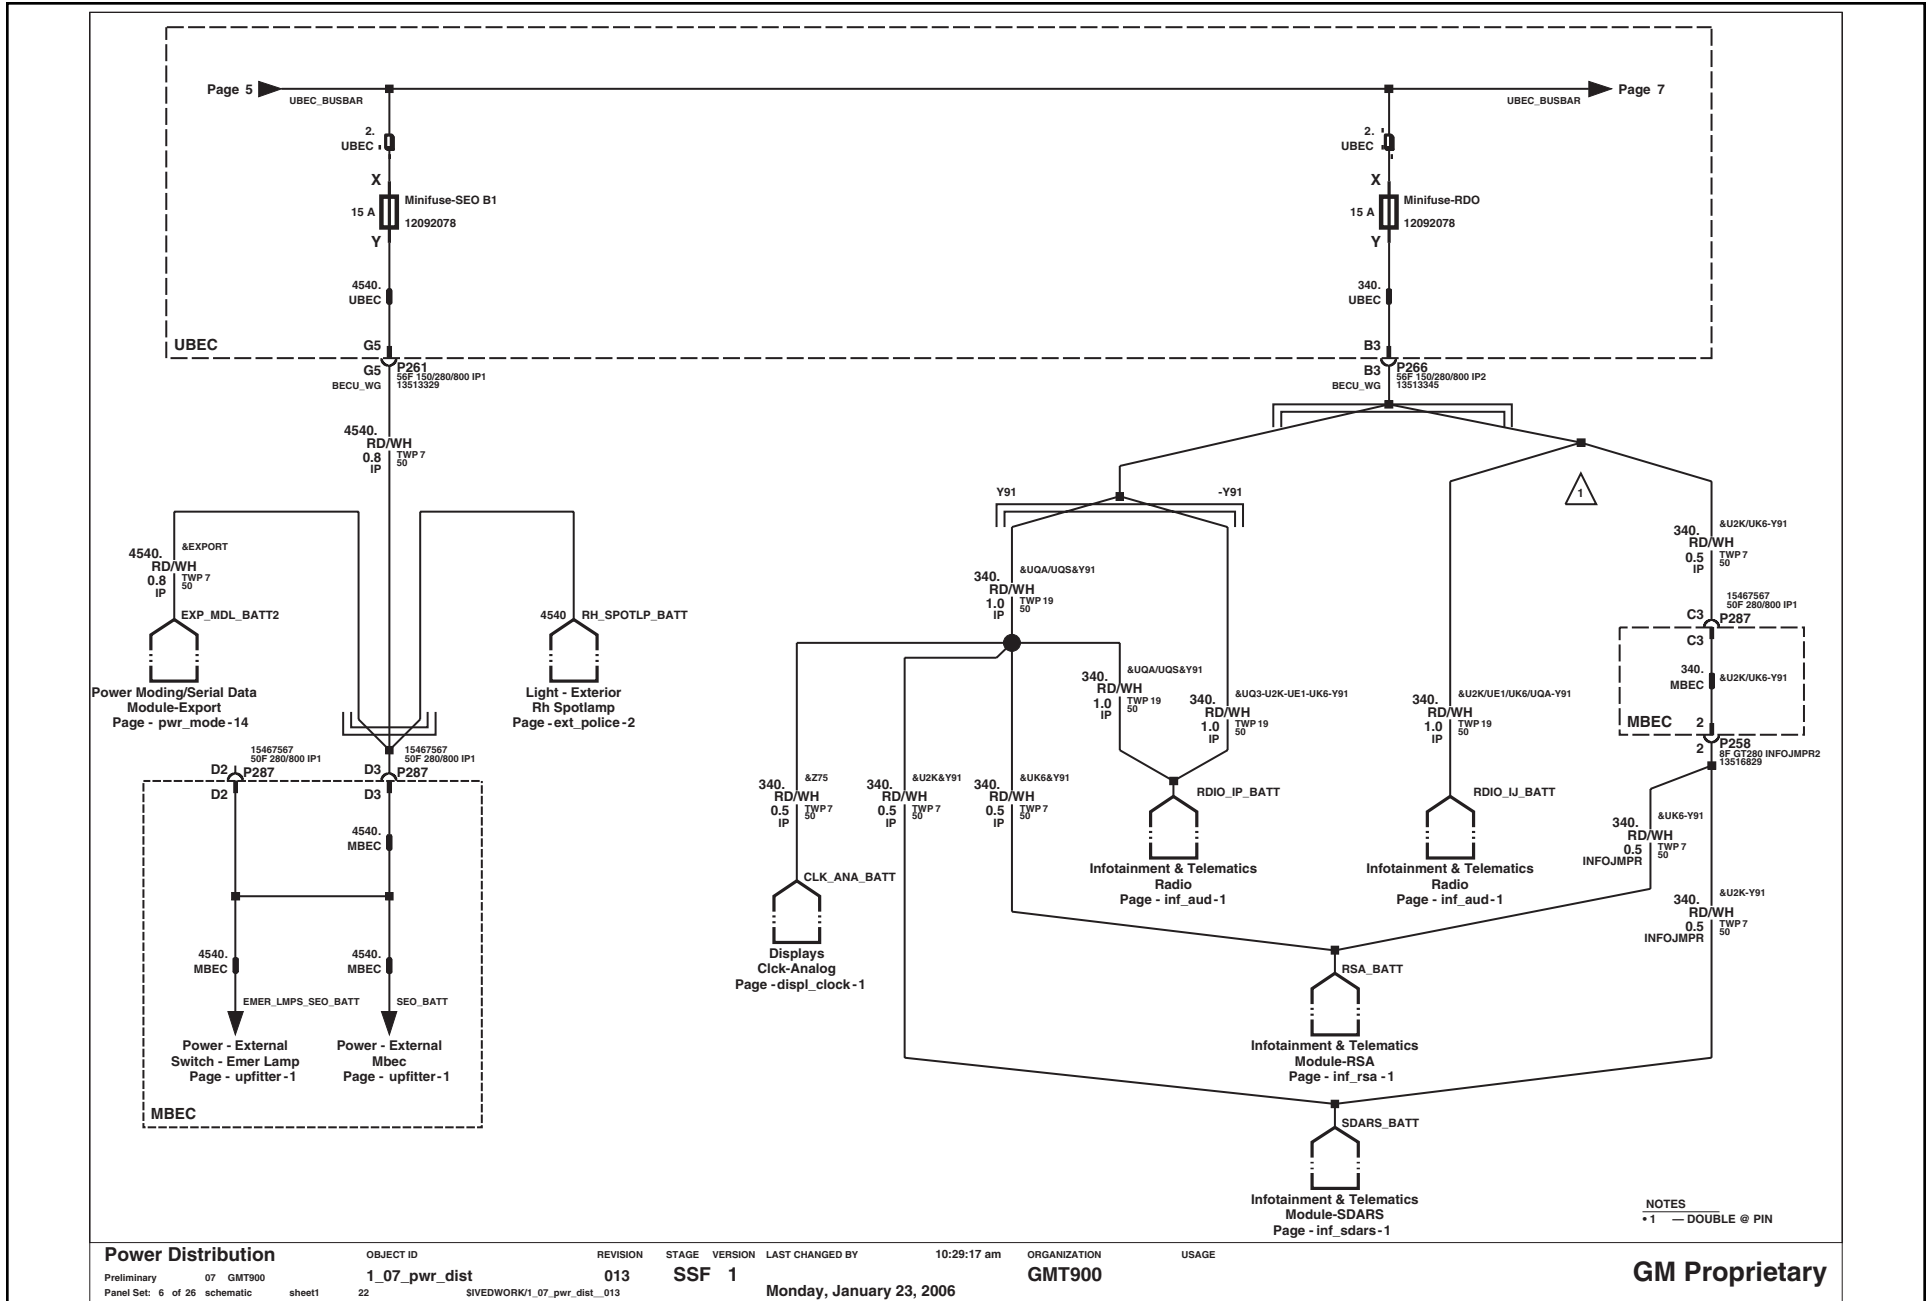 Page 5
UBEC_BUSBAR
UBEC_BUSBAR
Page 7
2.
UBEC
X
15 A
Minifuse-SEO B1
12092078
Y
4540.
UBEC
UBEC
G5
G5
P261
56F 150/280/800 IP1
BECU_WG
13513329
2.
UBEC
X
15 A
Minifuse-RDO
12092078
Y
340.
UBEC
B3
B3
P266
56F 150/280/800 IP2
BECU_WG
13513345
4540.
RD/WH
0.8
IP
TWP 7
50
&EXPORT
4540.
RD/WH
0.8
IP
TWP 7
50
EXP_MDL_BATT2
Power Moding/Serial Data
Module-Export
Page - pwr_mode-14
4540
RH_SPOTLP_BATT
Light - Exterior
Rh Spotlamp
Page -ext_police-2
15467567
50F 280/800 IP1
D2
P287
D2
15467567
50F 280/800 IP1
D3
P287
D3
4540.
MBEC
4540.
MBEC
4540.
MBEC
EMER_LMPS_SEO_BATT
SEO_BATT
Power - External
Switch - Emer Lamp
Page - upfitter-1
Power - External
Mbec
Page - upfitter-1
MBEC
Y91
-Y91
1
&UQA/UQS&Y91
340.
RD/WH
1.0
IP
TWP 19
50
&UQA/UQS&Y91
340.
RD/WH
1.0
IP
TWP 19
50
&UQ3-U2K-UE1-UK6-Y91
340.
RD/WH
1.0
IP
TWP 19
50
&U2K/UE1/UK6/UQA-Y91
340.
RD/WH
1.0
IP
TWP 19
50
&U2K/UK6-Y91
340.
RD/WH
0.5
IP
TWP 7
50
15467567
50F 280/800 IP1
C3
P287
C3
340.
MBEC
&U2K/UK6-Y91
MBEC
2
2
P258
8F GT280 INFOJMPR2
13516829
&Z75
340.
RD/WH
0.5
IP
TWP 7
50
&U2K&Y91
340.
RD/WH
0.5
IP
TWP 7
50
&UK6&Y91
340.
RD/WH
0.5
IP
TWP 7
50
RDIO_IP_BATT
Infotainment & Telematics
Radio
Page - inf_aud-1
RDIO_IJ_BATT
Infotainment & Telematics
Radio
Page - inf_aud-1
&UK6-Y91
340.
RD/WH
0.5
INFOJMPR
TWP 7
50
&U2K-Y91
340.
RD/WH
0.5
INFOJMPR
TWP 7
50
CLK_ANA_BATT
Displays
Clck-Analog
Page -displ_clock-1
RSA_BATT
Infotainment & Telematics
Module-RSA
Page - inf_rsa -1
SDARS_BATT
Infotainment & Telematics
Module-SDARS
Page - inf_sdars-1
NOTES
• 1 — DOUBLE @ PIN
Power Distribution
Preliminary 07 GMT900
Panel Set: 6 of 26 schematic sheet1 22 $IVEDWORK/1_07_pwr_dist__013
OBJECT ID
1_07_pwr_dist
REVISION
013
STAGE
SSF
VERSION
1
LAST CHANGED BY
10:29:17 am
Monday, January 23, 2006
ORGANIZATION
GMT900
USAGE
GM Proprietary